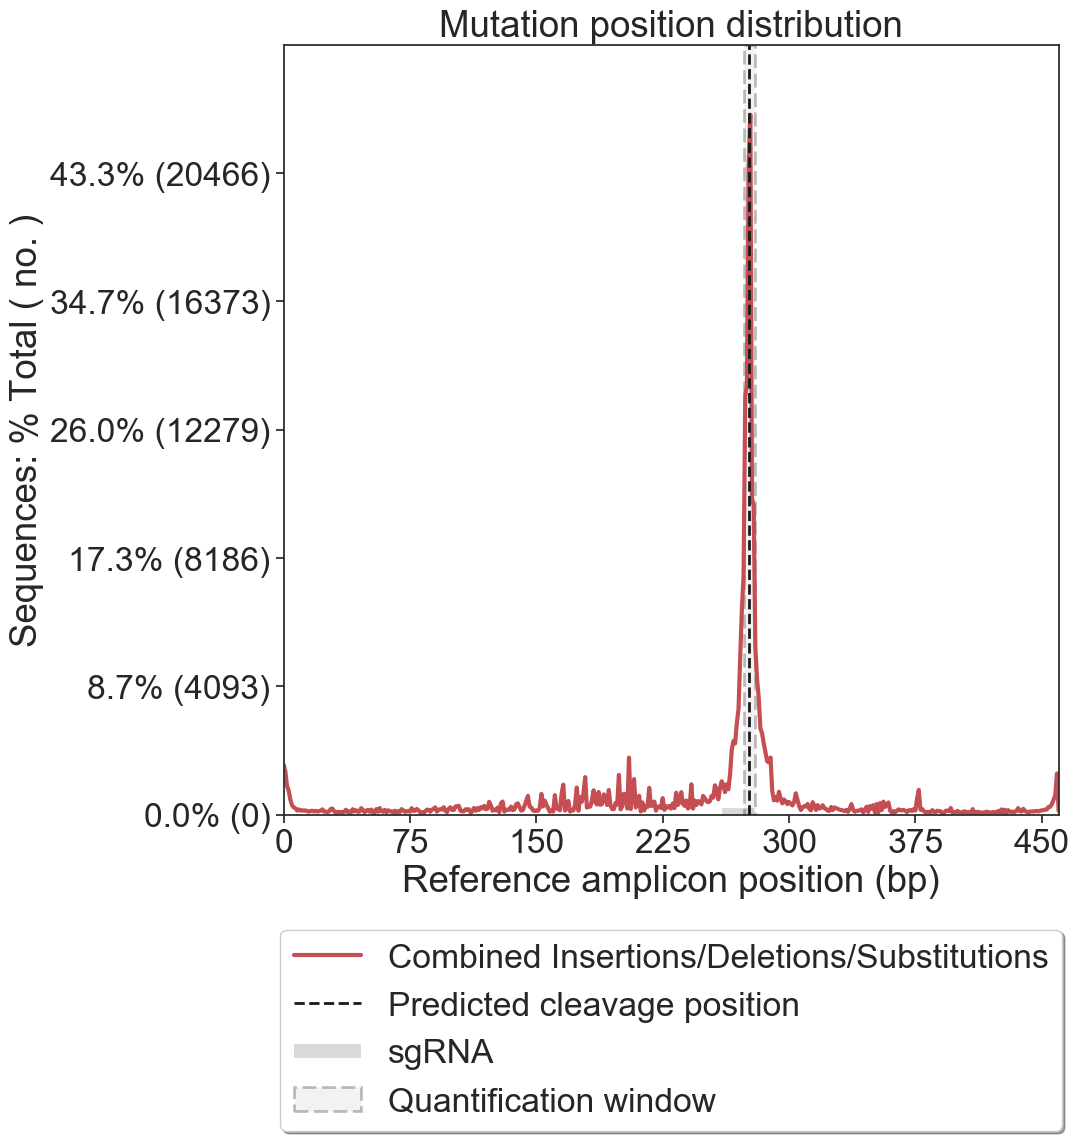 Mutation position distribution
Sequences: % Total ( no. )
43.3% (20466)
34.7% (16373)
26.0% (12279)
17.3% (8186)
8.7% (4093)
0.0% (0)
0 75 150 225 300 375 450
Reference amplicon position (bp)
Combined Insertions/Deletions/Substitutions
Predicted cleavage position
sgRNA
Quantification window